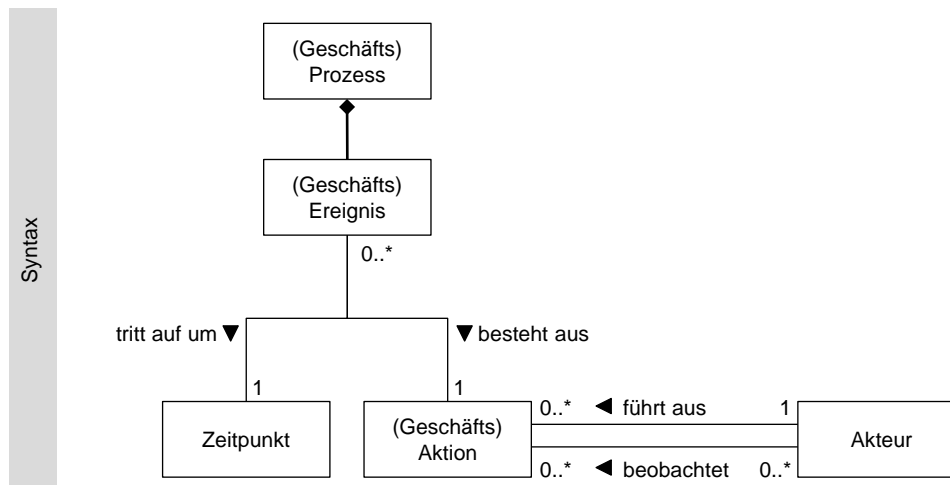 Syntax
(Geschäfts)
Prozess
(Geschäfts)
Ereignis
0..*
tritt auf um ▼
▼ besteht aus
1
1
Zeitpunkt
(Geschäfts)
Aktion
0..* ◀ führt aus 1
0..* ◀ beobachtet 0..*
Akteur